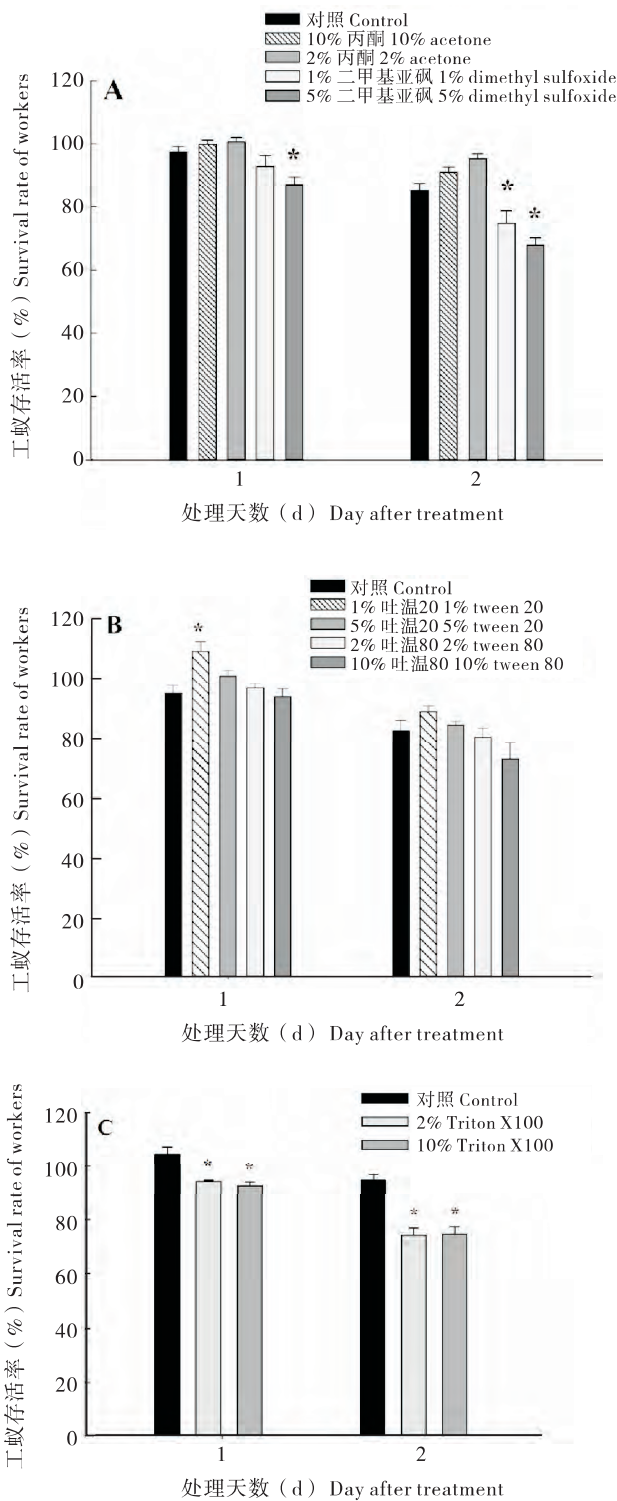 对照 Control
10% 丙酮 10% acetone
2% 丙酮 2% acetone
1% 二甲基亚砜 1% dimethyl sulfoxide
5% 二甲基亚砜 5% dimethyl sulfoxide
A
工蚁存活率（%）Survival rate of workers
120
100
80
60
40
20
0
*
*
*
1
2
处理天数（d） Day after treatment
对照 Control
1% 吐温20 1% tween 20
5% 吐温20 5% tween 20
2% 吐温80 2% tween 80
10% 吐温80 10% tween 80
B
工蚁存活率（%）Survival rate of workers
120
100
80
60
40
20
0
*
1
2
处理天数（d） Day after treatment
对照 Control
2% Triton X100
10% Triton X100
C
工蚁存活率（%）Survival rate of workers
120
100
80
60
40
20
0
*
*
*
*
1
2
处理天数（d） Day after treatment